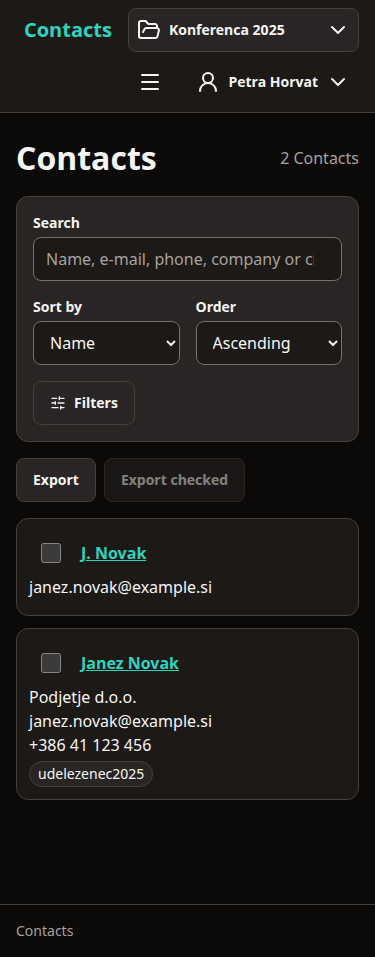 Contacts
Konferenca 2025
Petra Horvat
Contacts
2 Contacts
Search
Name, e-mail, phone, company or ci
Sort by
Order
Name
Ascending
Filters
Export
Export checked
J. Novak
janez.novak@example.si
Janez Novak
Podjetje d.o.o.
janez.novak@example.si
+386 41 123 456
udelezenec2025
Contacts